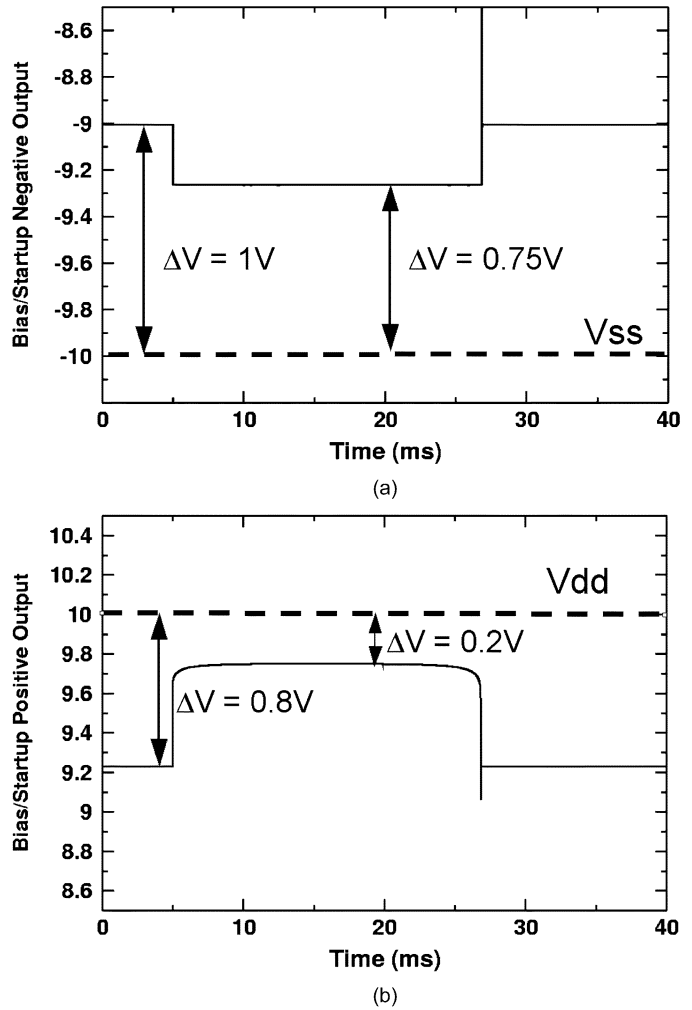 Bias/Startup Negative Output
-8.6
-8.8
-9
-9.2
-9.4
-9.6
-9.8
-10
ΔV = 1V
ΔV = 0.75V
Vss
0
10
20
30
40
Time (ms)
(a)
Bias/Startup Positive Output
10.4
10.2
10
9.8
9.6
9.4
9.2
9
8.8
8.6
Vdd
ΔV = 0.2V
ΔV = 0.8V
0
10
20
30
40
Time (ms)
(b)